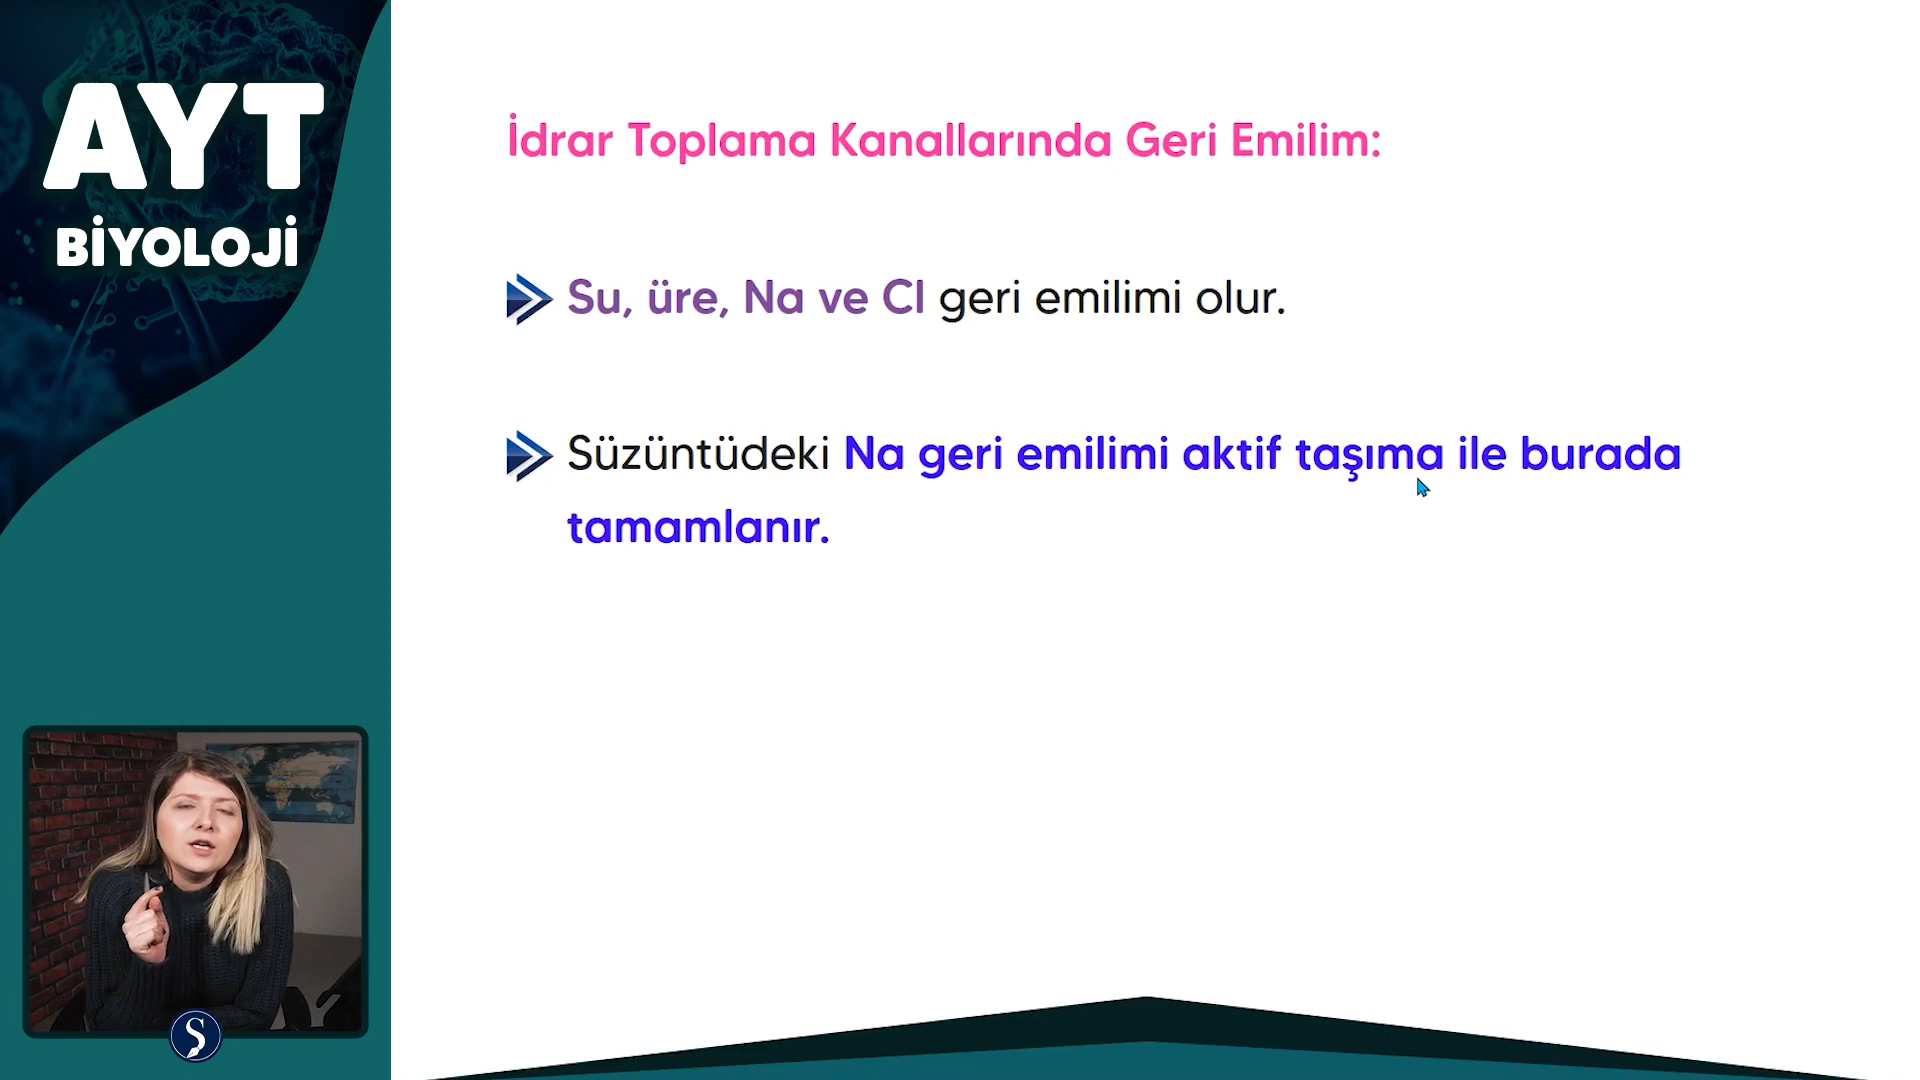 AYT
BİYOLOJİ
İdrar Toplama Kanallarında Geri Emilim:
Su, üre, Na ve CI geri emilimi olur.
Süzüntüdeki Na geri emilimi aktif taşıma ile burada
tamamlanır.
S